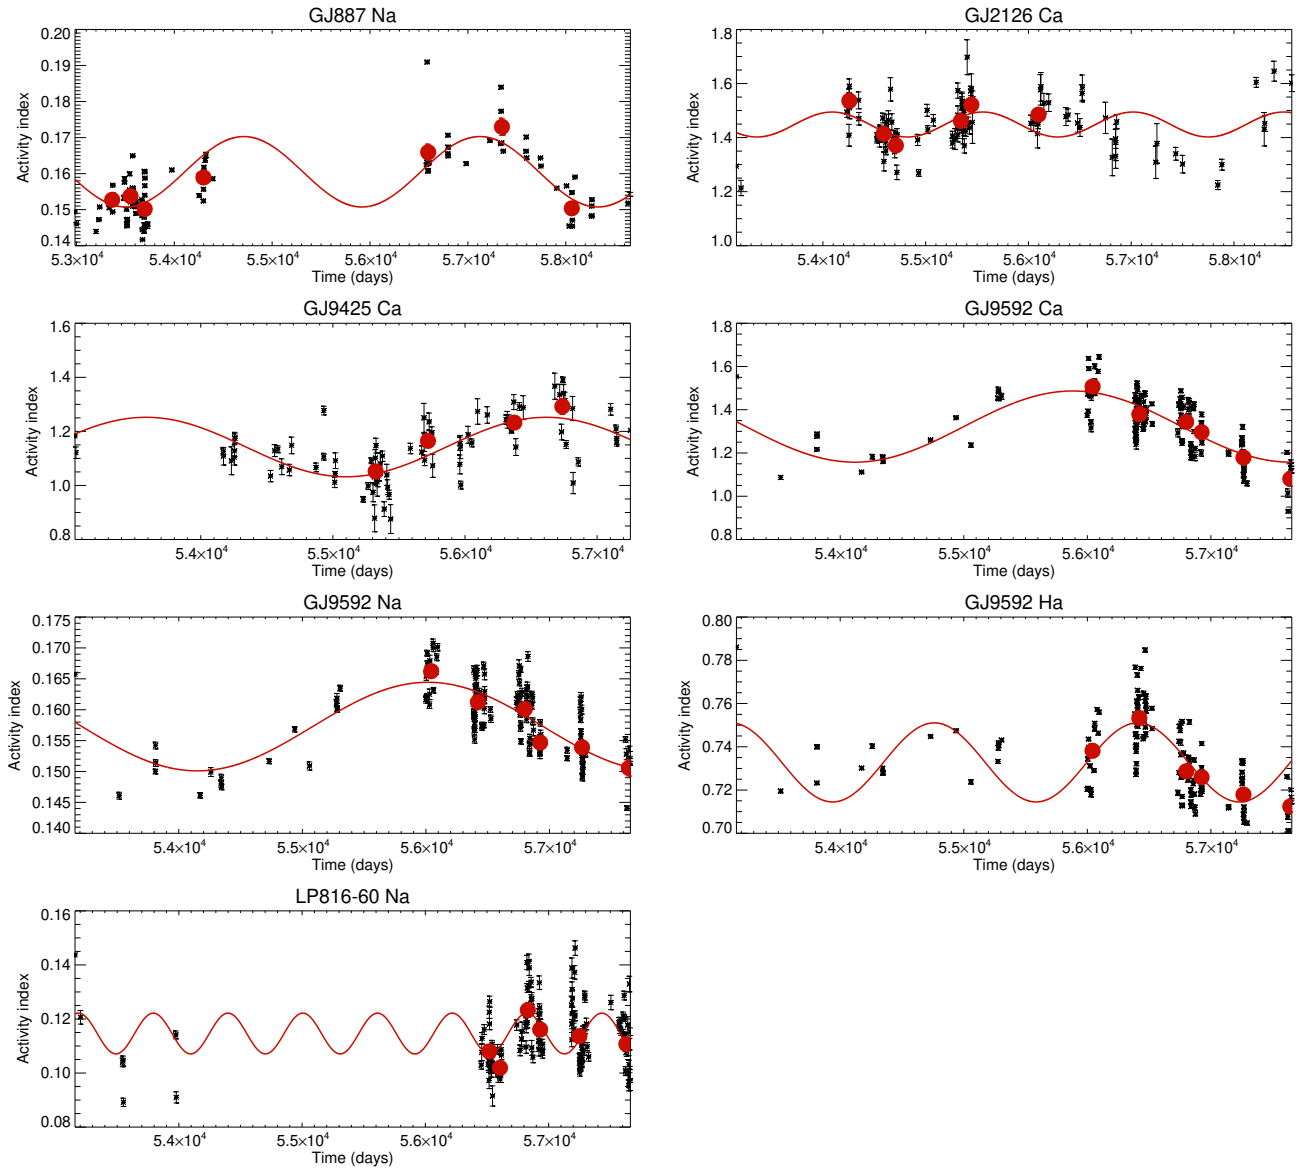 GJ887 Na
Activity index
0.20
0.19
0.18
0.17
0.16
0.15
0.14
5.3×10⁴ 5.4×10⁴ 5.5×10⁴ 5.6×10⁴ 5.7×10⁴ 5.8×10⁴
Time (days)
GJ2126 Ca
Activity index
1.8
1.6
1.4
1.2
1.0
5.4×10⁴ 5.5×10⁴ 5.6×10⁴ 5.7×10⁴ 5.8×10⁴
Time (days)
GJ9425 Ca
Activity index
1.6
1.4
1.2
1.0
0.8
5.4×10⁴ 5.5×10⁴ 5.6×10⁴ 5.7×10⁴
Time (days)
GJ9592 Ca
Activity index
1.8
1.6
1.4
1.2
1.0
0.8
5.4×10⁴ 5.5×10⁴ 5.6×10⁴ 5.7×10⁴
Time (days)
GJ9592 Na
Activity index
0.175
0.170
0.165
0.160
0.155
0.150
0.145
0.140
5.4×10⁴ 5.5×10⁴ 5.6×10⁴ 5.7×10⁴
Time (days)
GJ9592 Ha
Activity index
0.80
0.78
0.76
0.74
0.72
0.70
5.4×10⁴ 5.5×10⁴ 5.6×10⁴ 5.7×10⁴
Time (days)
LP816-60 Na
Activity index
0.16
0.14
0.12
0.10
0.08
5.4×10⁴ 5.5×10⁴ 5.6×10⁴ 5.7×10⁴
Time (days)